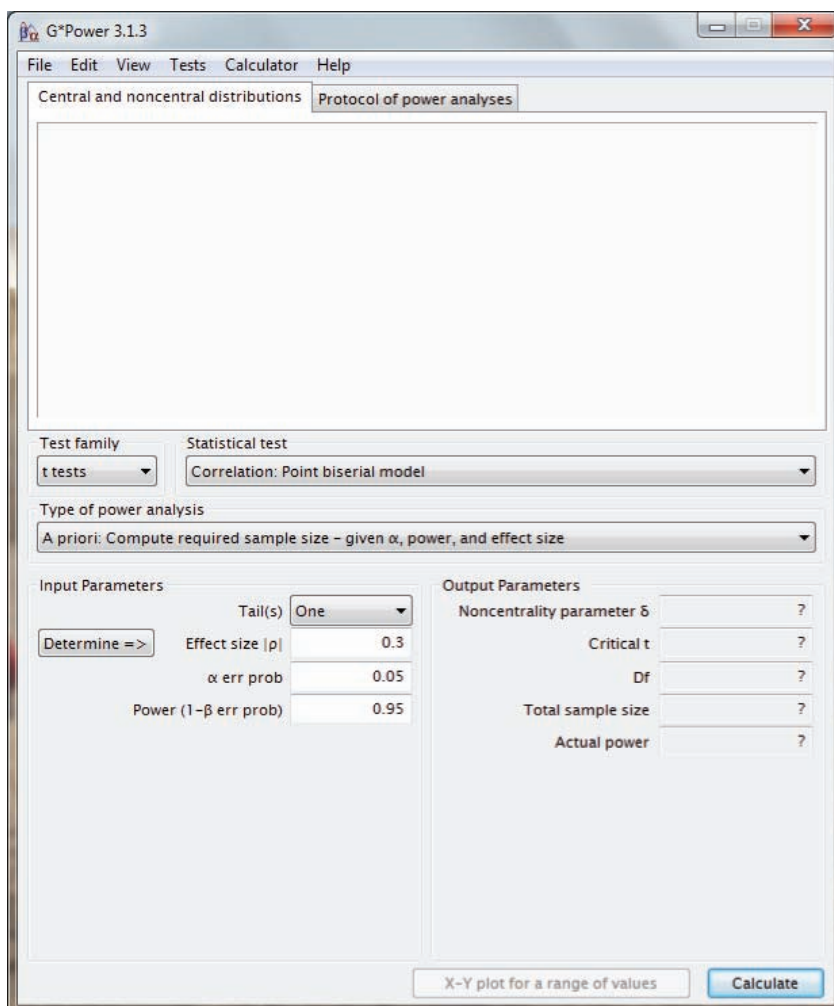 G*Power 3.1.3
File Edit View Tests Calculator Help
Central and noncentral distributions Protocol of power analyses
Test family Statistical test
t tests Correlation: Point biserial model
Type of power analysis
A priori: Compute required sample size – given α, power, and effect size
Input Parameters
Tail(s) One
Determine => Effect size |ρ| 0.3
α err prob 0.05
Power (1−β err prob) 0.95
Output Parameters
Noncentrality parameter δ ?
Critical t ?
Df ?
Total sample size ?
Actual power ?
X−Y plot for a range of values Calculate